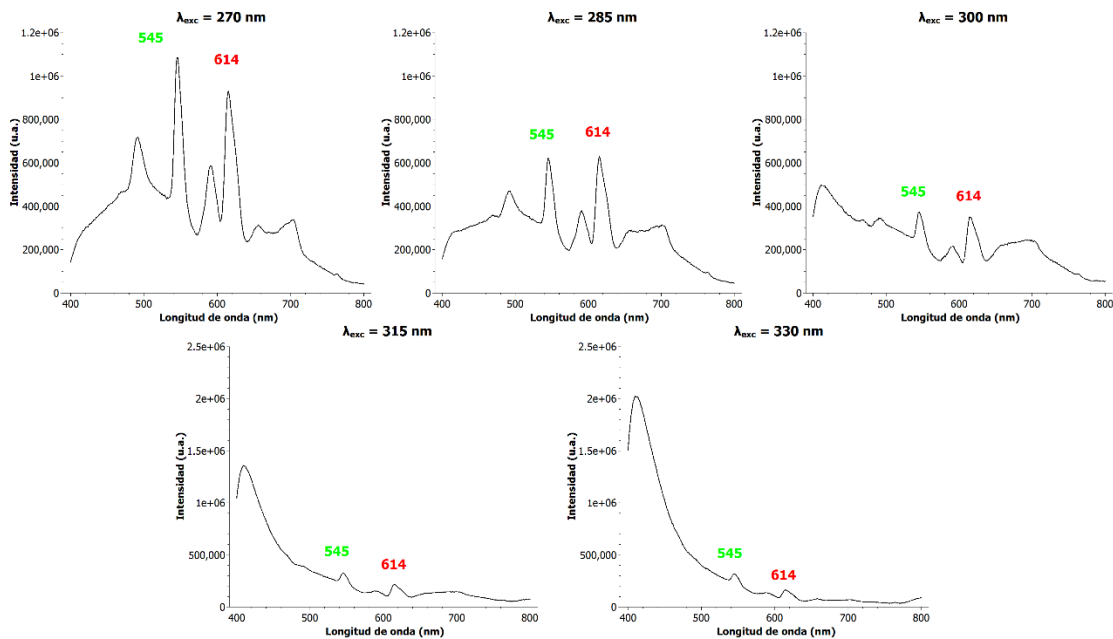 λexc = 270 nm
545
614
Intensidad (u.a.)
1.2e+06
1e+06
800,000
600,000
400,000
200,000
0
400 500 600 700 800
Longitud de onda (nm)
λexc = 285 nm
545
614
Intensidad (u.a.)
1.2e+06
1e+06
800,000
600,000
400,000
200,000
0
400 500 600 700 800
Longitud de onda (nm)
λexc = 300 nm
545
614
Intensidad (u.a.)
1.2e+06
1e+06
800,000
600,000
400,000
200,000
0
400 500 600 700 800
Longitud de onda (nm)
λexc = 315 nm
545
614
Intensidad (u.a.)
2.5e+06
2e+06
1.5e+06
1e+06
500,000
0
400 500 600 700 800
Longitud de onda (nm)
λexc = 330 nm
545
614
Intensidad (u.a.)
2.5e+06
2e+06
1.5e+06
1e+06
500,000
0
400 500 600 700 800
Longitud de onda (nm)